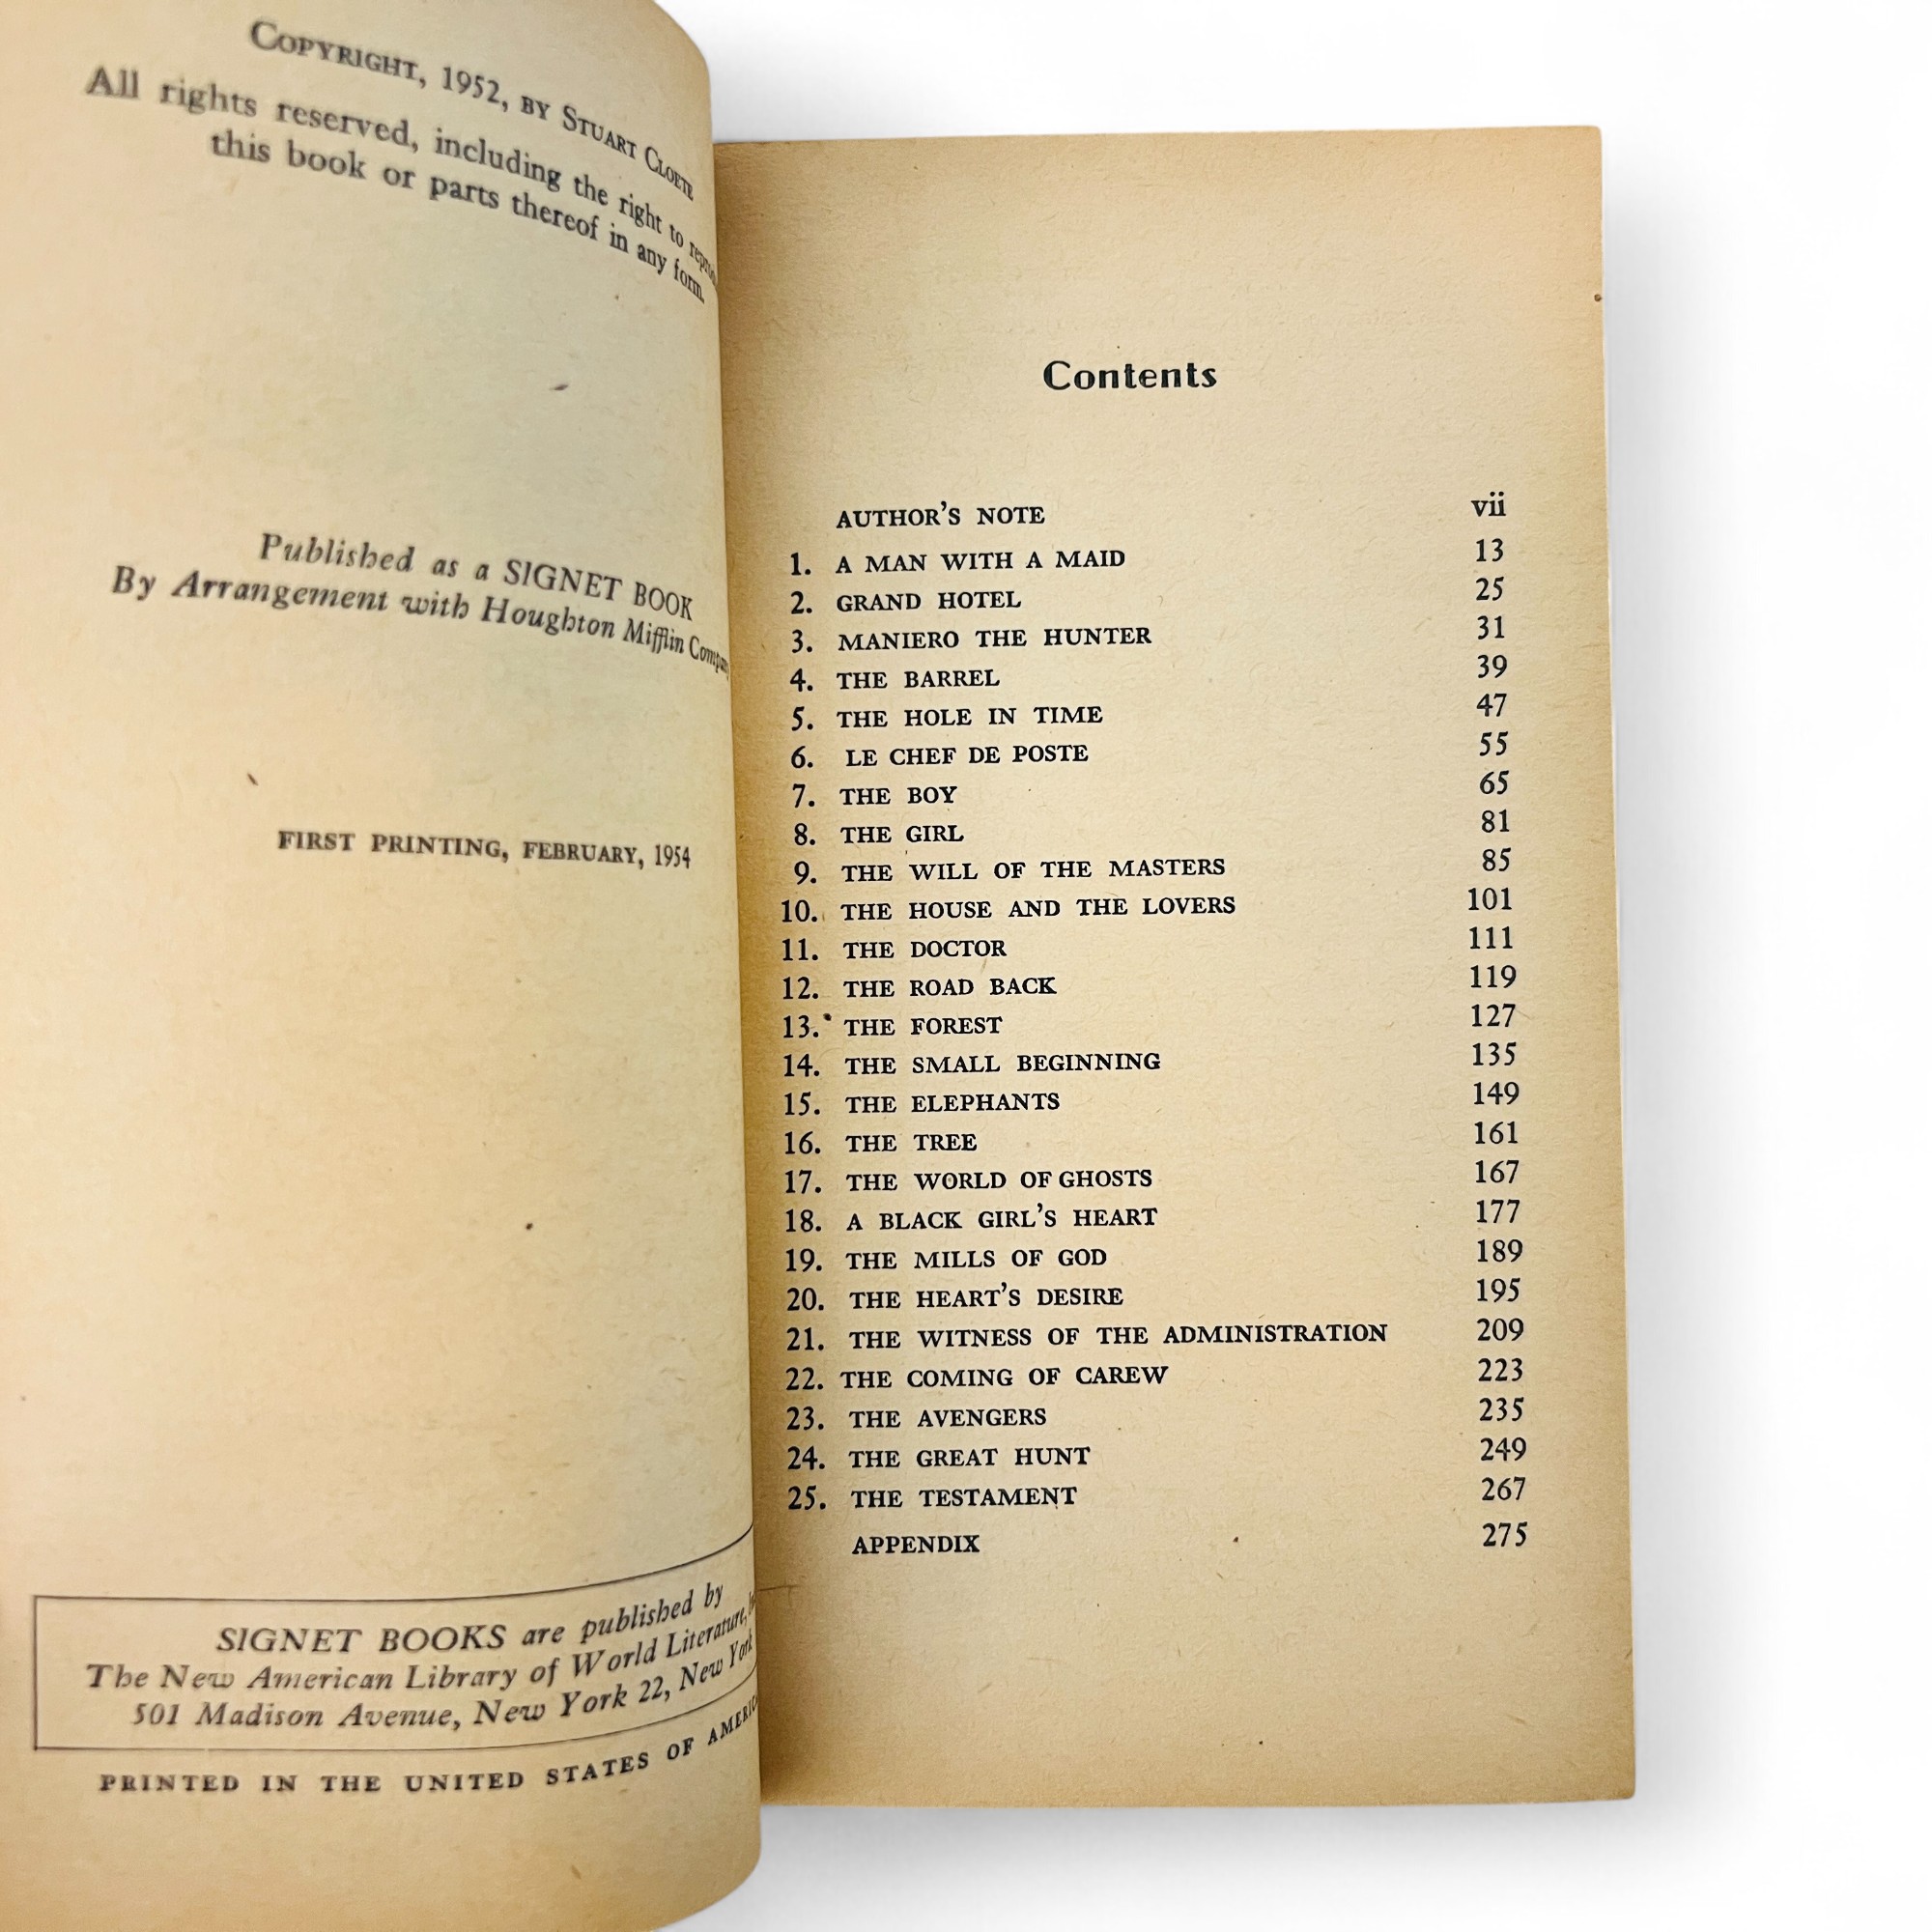 COPYRIGHT, 1952, BY STUART CLOETE
All rights reserved, including the right to
this book or parts thereof in any form.
Published as a SIGNET BOOK
By Arrangement with Houghton Mifflin
FIRST PRINTING, FEBRUARY, 1954
SIGNET BOOKS are published by
The New American Library of World Literature,
501 Madison Avenue, New York 22, New York
PRINTED IN THE UNITED STATES OF AMERICA
Contents
AUTHOR'S NOTE vii
1. A MAN WITH A MAID 13
2. GRAND HOTEL 25
3. MANIERO THE HUNTER 31
4. THE BARREL 39
5. THE HOLE IN TIME 47
6. LE CHEF DE POSTE 55
7. THE BOY 65
8. THE GIRL 81
9. THE WILL OF THE MASTERS 85
10. THE HOUSE AND THE LOVERS 101
11. THE DOCTOR 111
12. THE ROAD BACK 119
13. THE FOREST 127
14. THE SMALL BEGINNING 135
15. THE ELEPHANTS 149
16. THE TREE 161
17. THE WORLD OF GHOSTS 167
18. A BLACK GIRL'S HEART 177
19. THE MILLS OF GOD 189
20. THE HEART'S DESIRE 195
21. THE WITNESS OF THE ADMINISTRATION 209
22. THE COMING OF CAREW 223
23. THE AVENGERS 235
24. THE GREAT HUNT 249
25. THE TESTAMENT 267
APPENDIX 275